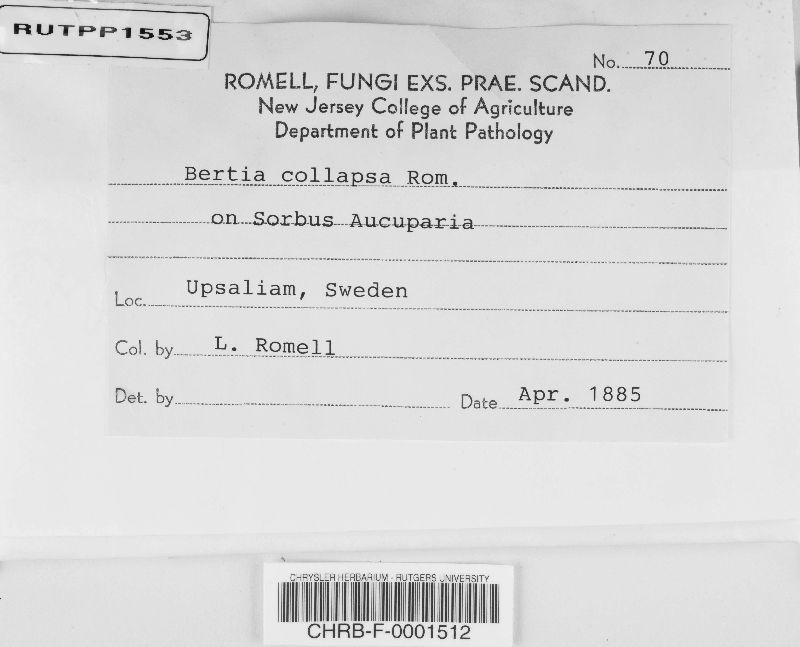 RUTPP1553
No. 70
ROMELL, FUNGI EXS. PRAE. SCAND.
New Jersey College of Agriculture
Department of Plant Pathology
Bertia collapsa Rom.
on Sorbus Aucuparia
Loc. Upsaliam, Sweden
Col. by L. Romell
Det. by Date Apr. 1885
CHRYSLER HERBARIUM - RUTGERS UNIVERSITY
CHRB-F-0001512